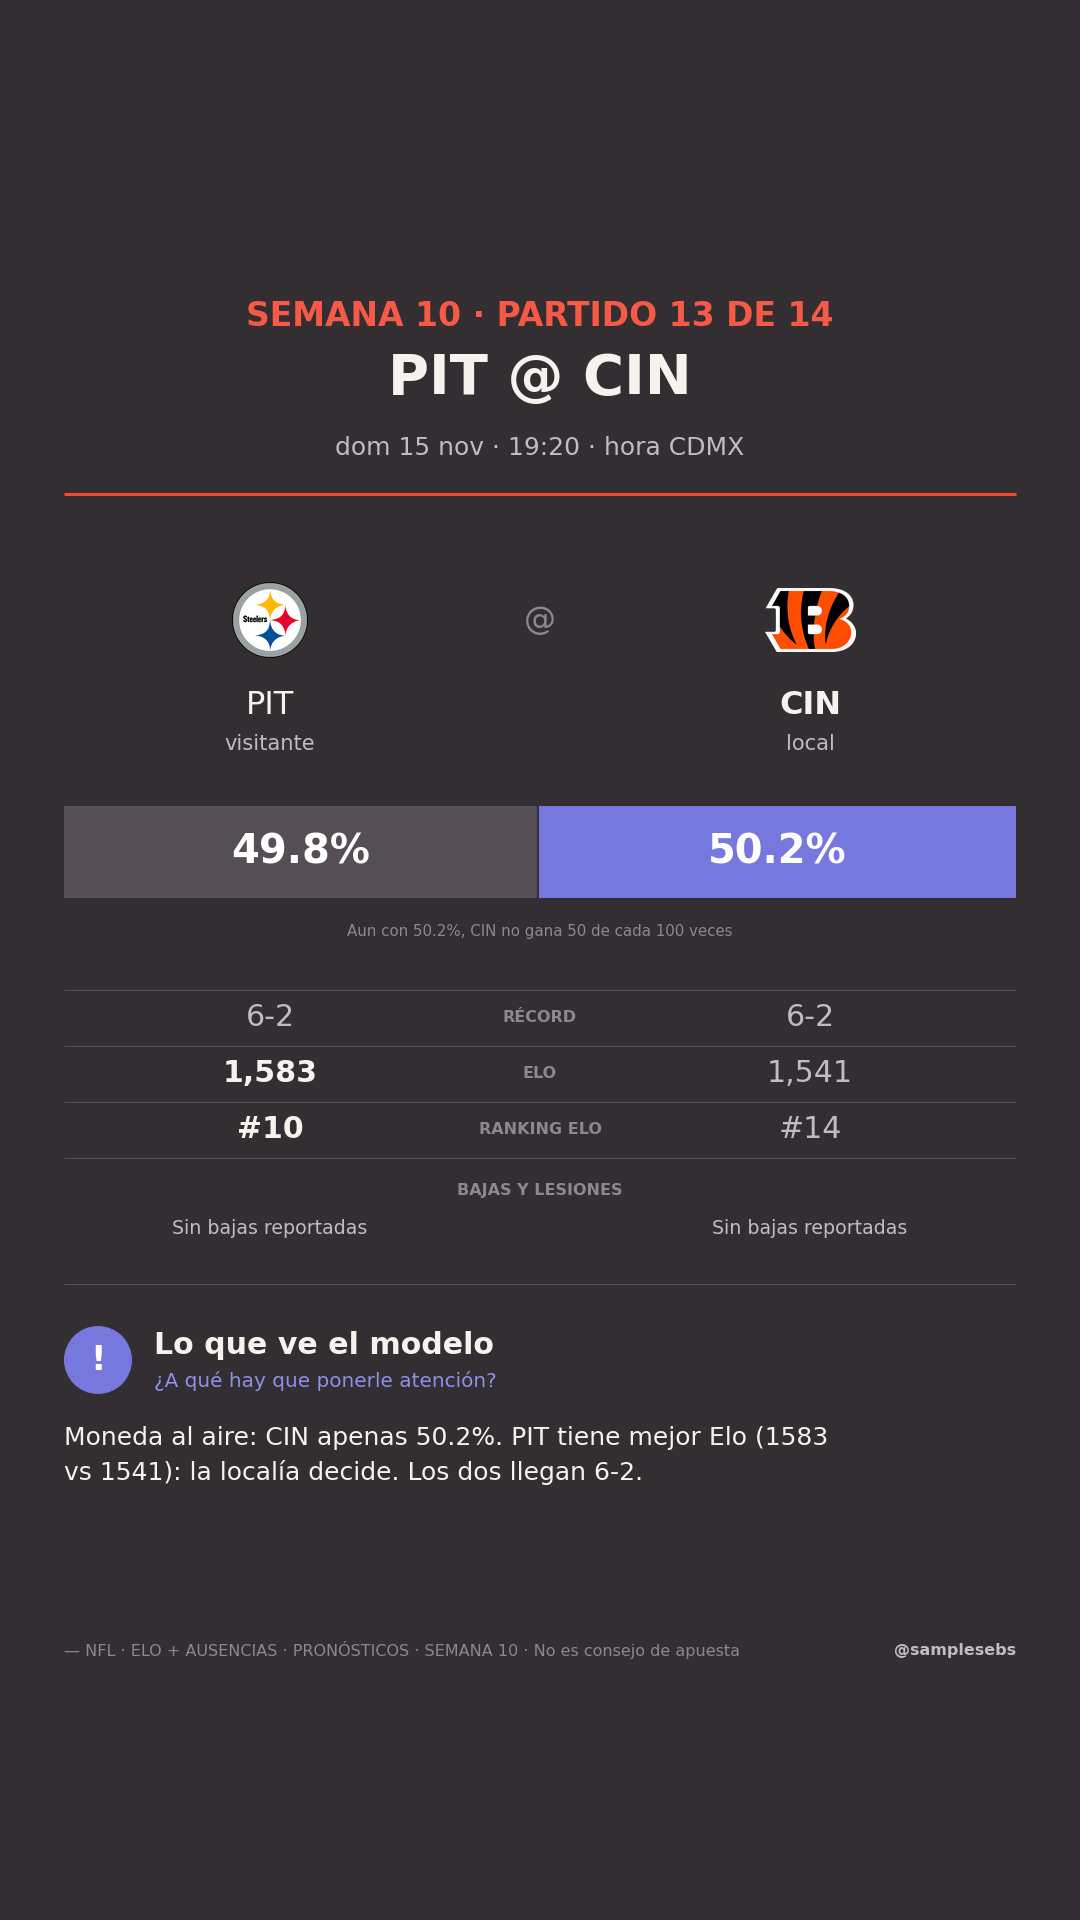 SEMANA 10 · PARTIDO 13 DE 14
PIT @ CIN
dom 15 nov · 19:20 · hora CDMX
Steelers
@
PIT
CIN
visitante
local
49.8%
50.2%
Aun con 50.2%, CIN no gana 50 de cada 100 veces
6-2 RÉCORD 6-2
1,583 ELO 1,541
#10 RANKING ELO #14
BAJAS Y LESIONES
Sin bajas reportadas Sin bajas reportadas
! Lo que ve el modelo
¿A qué hay que ponerle atención?
Moneda al aire: CIN apenas 50.2%. PIT tiene mejor Elo (1583
vs 1541): la localía decide. Los dos llegan 6-2.
— NFL · ELO + AUSENCIAS · PRONÓSTICOS · SEMANA 10 · No es consejo de apuesta @samplesebs